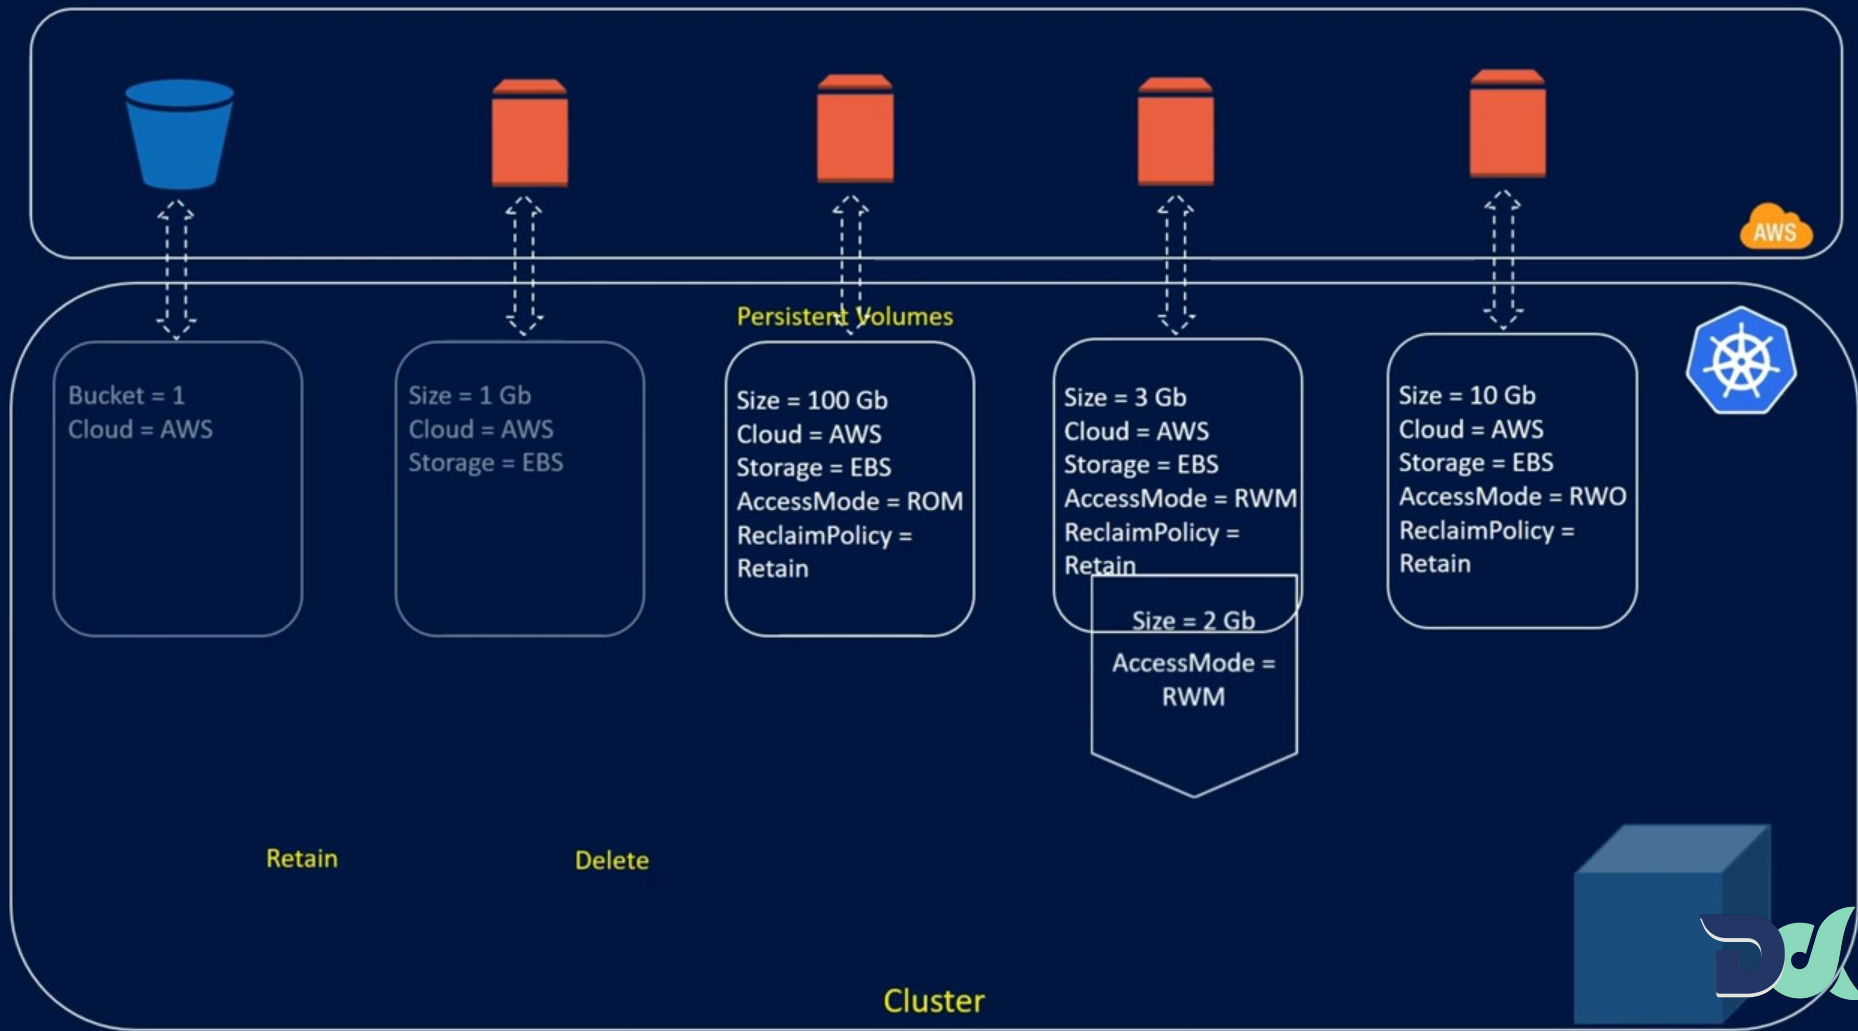 AWS
Persistent Volumes
Bucket = 1
Cloud = AWS
Size = 1 Gb
Cloud = AWS
Storage = EBS
Size = 100 Gb
Cloud = AWS
Storage = EBS
AccessMode = ROM
ReclaimPolicy =
Retain
Size = 3 Gb
Cloud = AWS
Storage = EBS
AccessMode = RWM
ReclaimPolicy =
Retain
Size = 2 Gb
AccessMode =
RWM
Size = 10 Gb
Cloud = AWS
Storage = EBS
AccessMode = RWO
ReclaimPolicy =
Retain
Retain
Delete
Cluster